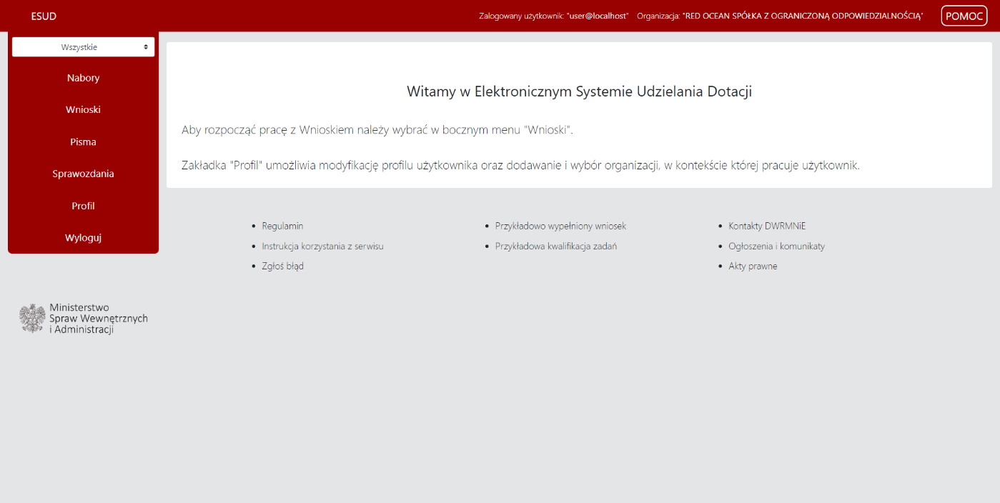 ESUD
Zalogowany użytkownik: "user@localhost" Organizacja: "RED OCEAN SPÓŁKA Z OGRANICZONĄ ODPOWIEDZIALNOŚCIĄ"
POMOC
Wszystkie
Nabory
Wnioski
Pisma
Sprawozdania
Profil
Wyloguj
Witamy w Elektronicznym Systemie Udzielania Dotacji
Aby rozpocząć pracę z Wnioskiem należy wybrać w bocznym menu "Wnioski".
Zakładka "Profil" umożliwia modyfikację profilu użytkownika oraz dodawanie i wybór organizacji, w kontekście której pracuje użytkownik.
Regulamin
Instrukcja korzystania z serwisu
Zgłoś błąd
Przykładowo wypełniony wniosek
Przykładowa kwalifikacja zadań
Kontakty DWRMNiE
Ogłoszenia i komunikaty
Akty prawne
Ministerstwo
Spraw Wewnętrznych
i Administracji